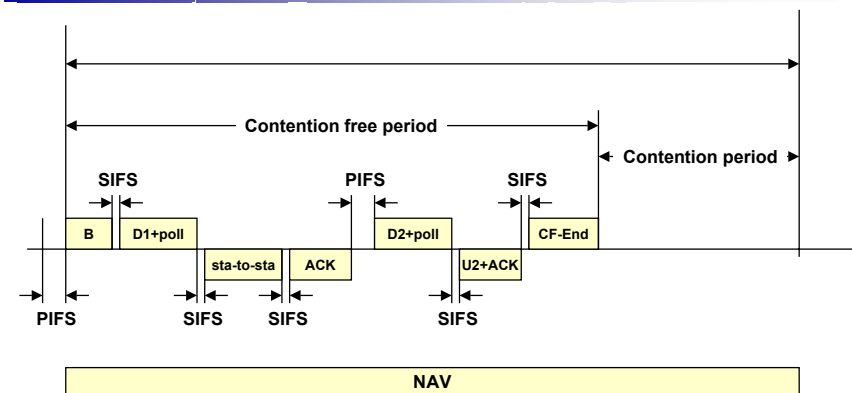 Contention free period
Contention period
SIFS
PIFS
SIFS
B
D1+poll
D2+poll
CF-End
sta-to-sta
ACK
U2+ACK
PIFS
SIFS
SIFS
SIFS
NAV